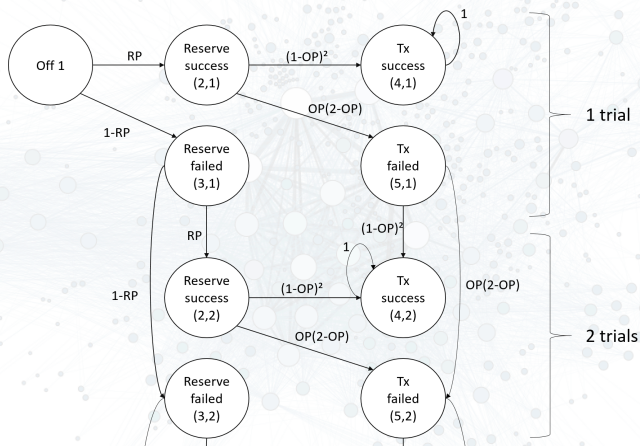 Off 1
RP
Reserve
success
(2,1)
(1-OP)²
Tx
success
(4,1)
1
1-RP
OP(2-OP)
Reserve
failed
(3,1)
Tx
failed
(5,1)
1 trial
RP
(1-OP)²
1
1-RP
Reserve
success
(2,2)
(1-OP)²
Tx
success
(4,2)
OP(2-OP)
OP(2-OP)
2 trials
Reserve
failed
(3,2)
Tx
failed
(5,2)